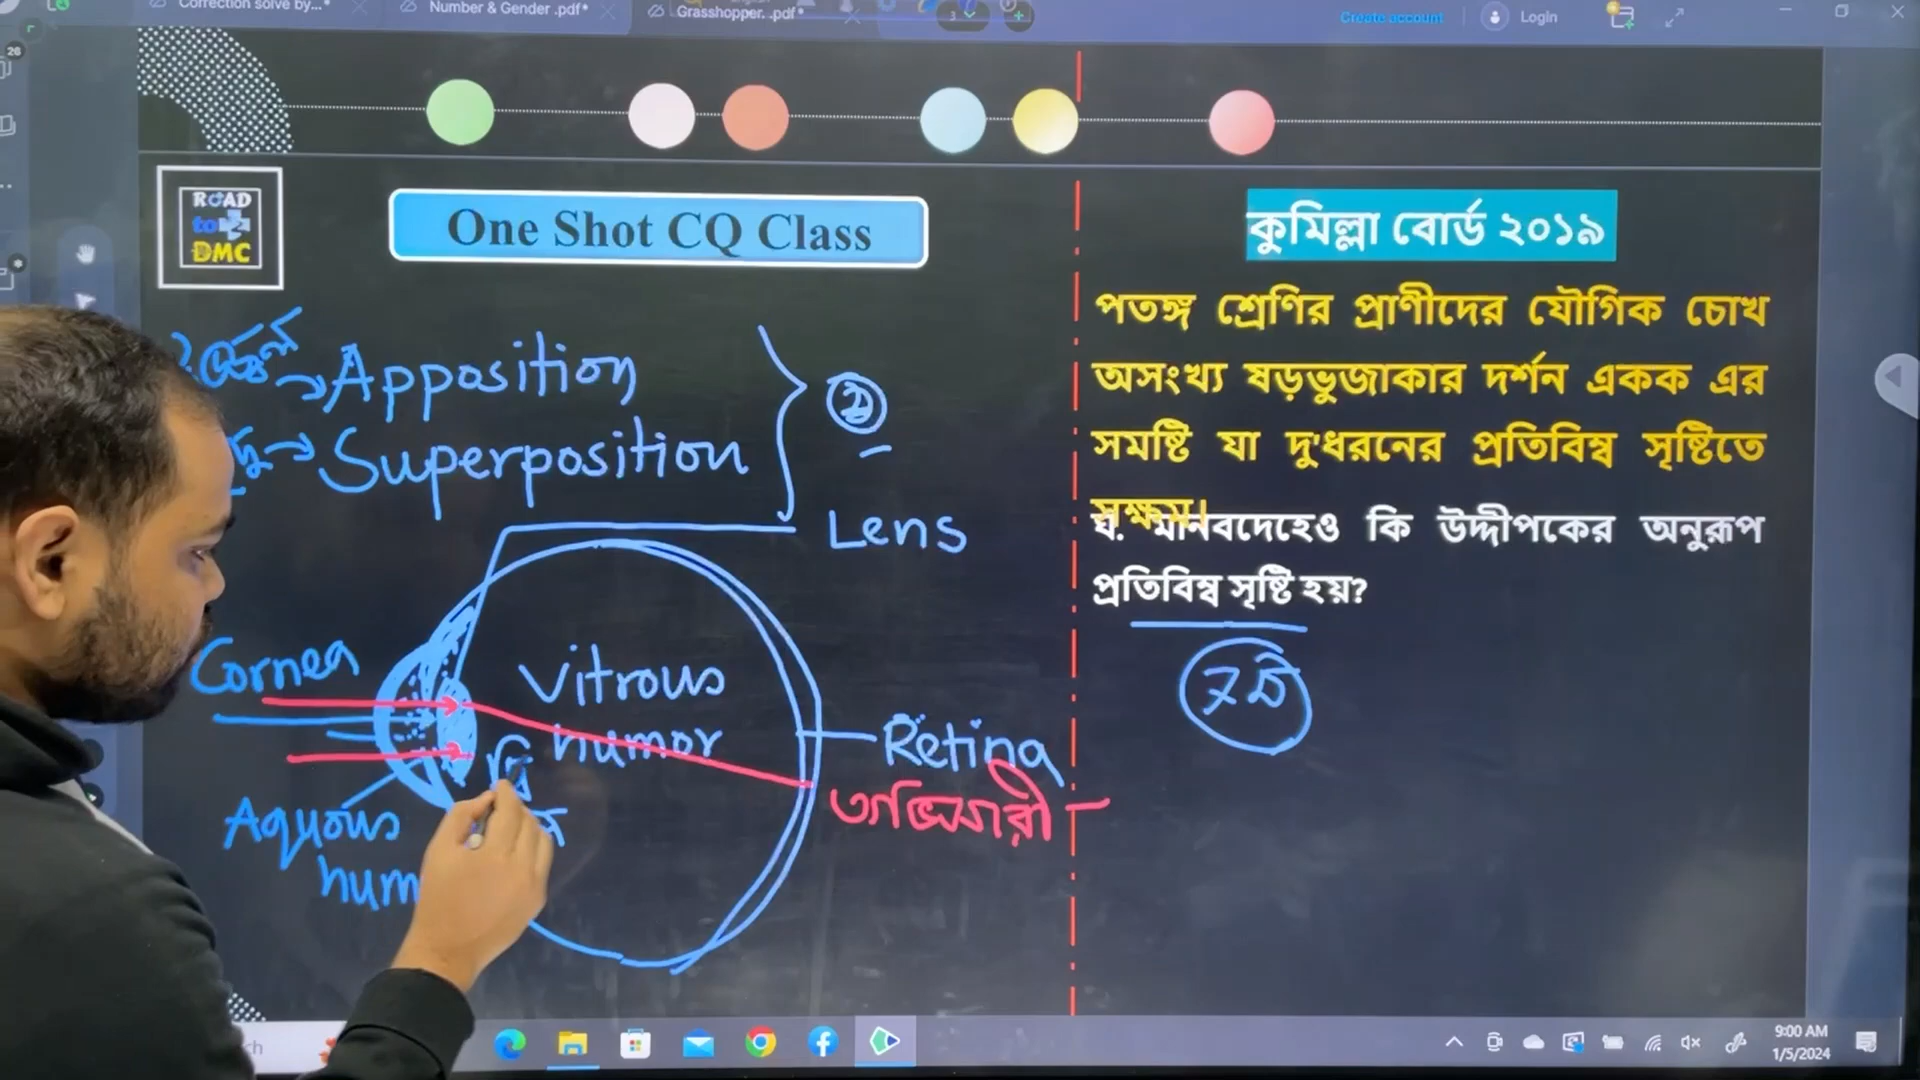 Correction solve by...*
Number & Gender .pdf*
Grasshopper. .pdf*
3
Create account
Login
26
ROAD
to
DMC
One Shot CQ Class
কুমিল্লা বোর্ড ২০১৯
পতঙ্গ শ্রেণির প্রাণীদের যৌগিক চোখ
অসংখ্য ষড়ভুজাকার দর্শন একক এর
সমষ্টি যা দু'ধরনের প্রতিবিম্ব সৃষ্টিতে
সক্ষম।
ঘ. মানবদেহেও কি উদ্দীপকের অনুরূপ
প্রতিবিম্ব সৃষ্টি হয়?
Apposition
Superposition
Lens
Cornea
Vitrous
humor
Retina
অভিসারী
Aquous
hum
9:00 AM
1/5/2024